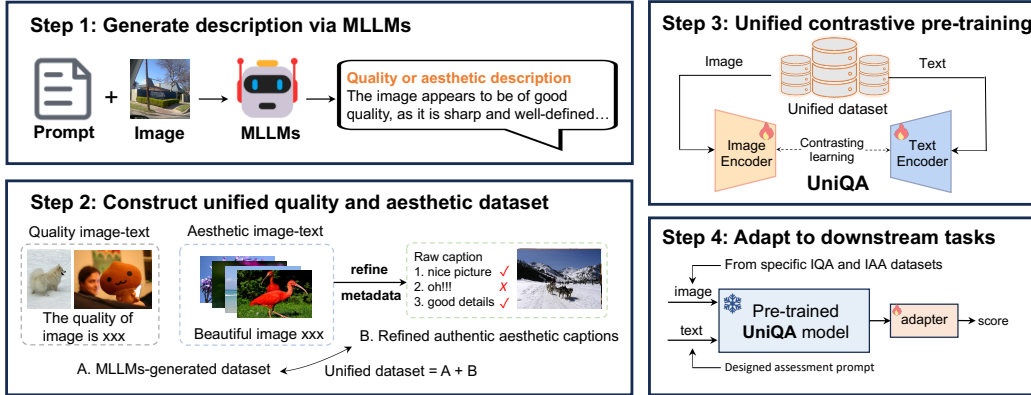 Step 1: Generate description via MLLMs
Prompt
+
Image
MLLMs
Quality or aesthetic description
The image appears to be of good
quality, as it is sharp and well-defined…
Step 2: Construct unified quality and aesthetic dataset
Quality image-text
The quality of
image is xxx
Aesthetic image-text
Beautiful image xxx
refine
metadata
Raw caption
1. nice picture ✓
2. oh!!! ✗
3. good details ✓
A. MLLMs-generated dataset
B. Refined authentic aesthetic captions
Unified dataset = A + B
Step 3: Unified contrastive pre-training
Image
Text
Unified dataset
Image
Encoder
Contrasting
learning
Text
Encoder
UniQA
Step 4: Adapt to downstream tasks
From specific IQA and IAA datasets
image
text
Pre-trained
UniQA model
adapter
score
Designed assessment prompt